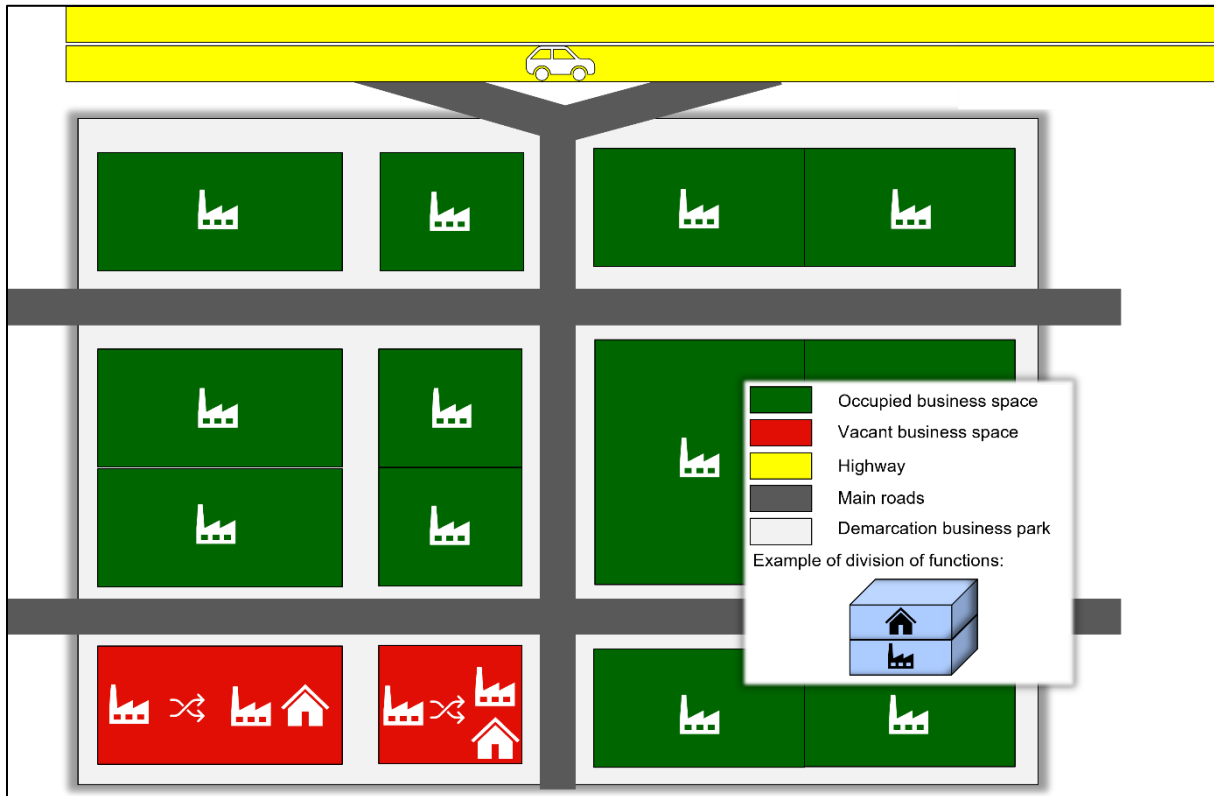 Occupied business space
Vacant business space
Highway
Main roads
Demarcation business park
Example of division of functions: